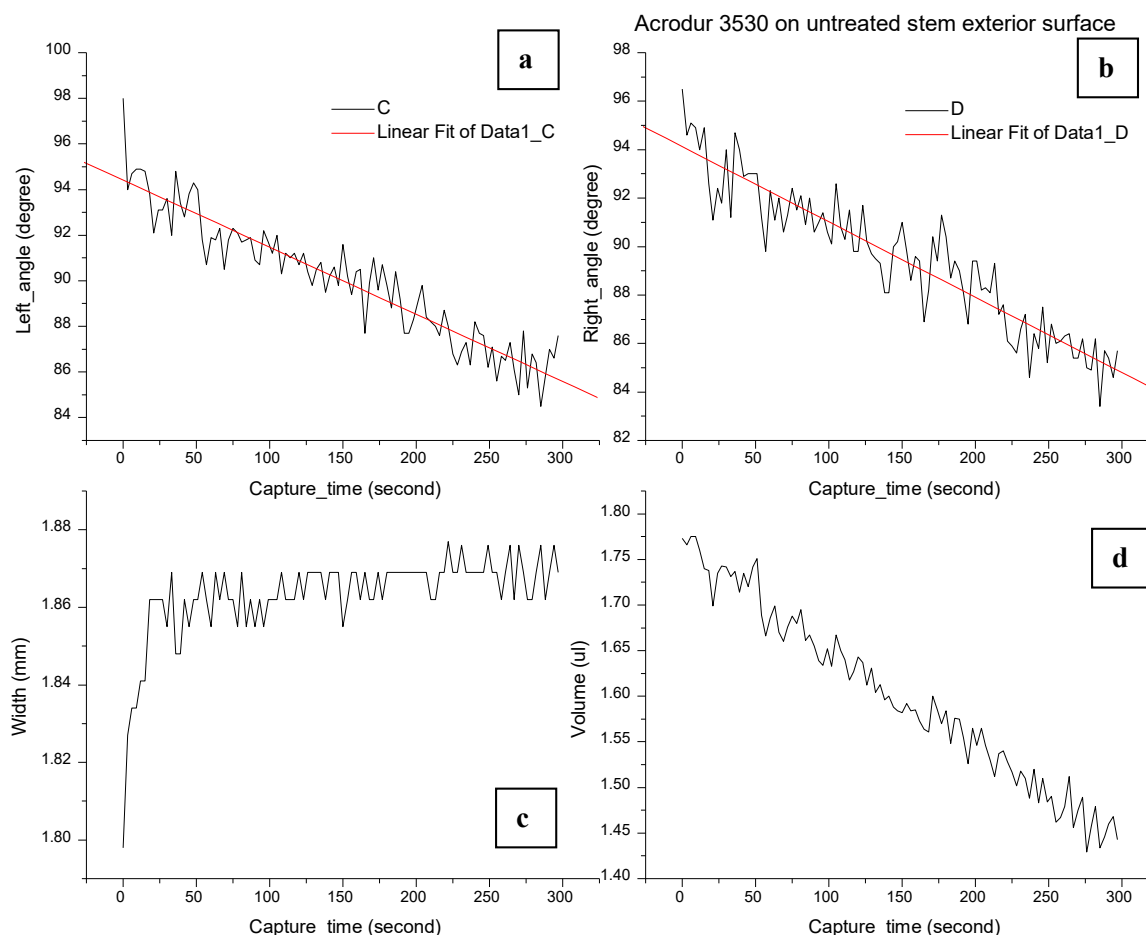 Acrodur 3530 on untreated stem exterior surface
a
C
Linear Fit of Data1_C
Left_angle (degree)
100
98
96
94
92
90
88
86
84
0 50 100 150 200 250 300
Capture_time (second)
b
D
Linear Fit of Data1_D
Right_angle (degree)
98
96
94
92
90
88
86
84
82
0 50 100 150 200 250 300
Capture_time (second)
c
Width (mm)
1.88
1.86
1.84
1.82
1.80
0 50 100 150 200 250 300
Capture_time (second)
d
Volume (ul)
1.80
1.75
1.70
1.65
1.60
1.55
1.50
1.45
1.40
0 50 100 150 200 250 300
Capture_time (second)